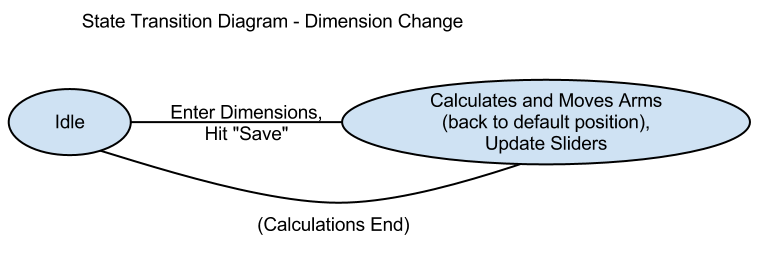 State Transition Diagram - Dimension Change
Idle
Enter Dimensions,
Hit "Save"
Calculates and Moves Arms
(back to default position),
Update Sliders
(Calculations End)